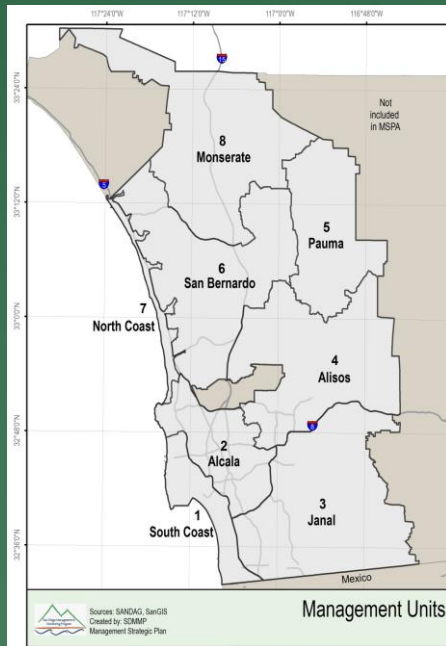 117°24'0"W
117°12'0"W
117°0'0"W
116°48'0"W
33°24'0"N
33°12'0"N
33°0'0"N
32°48'0"N
32°36'0"N
15
Not
included
in MSPA
8
Monserate
5
5
Pauma
6
San Bernardo
7
North Coast
4
Alisos
8
2
Alcala
3
Janal
1
South Coast
Mexico
Sources: SANDAG, SanGIS
Created by: SDMMP
Management Strategic Plan
Management Units